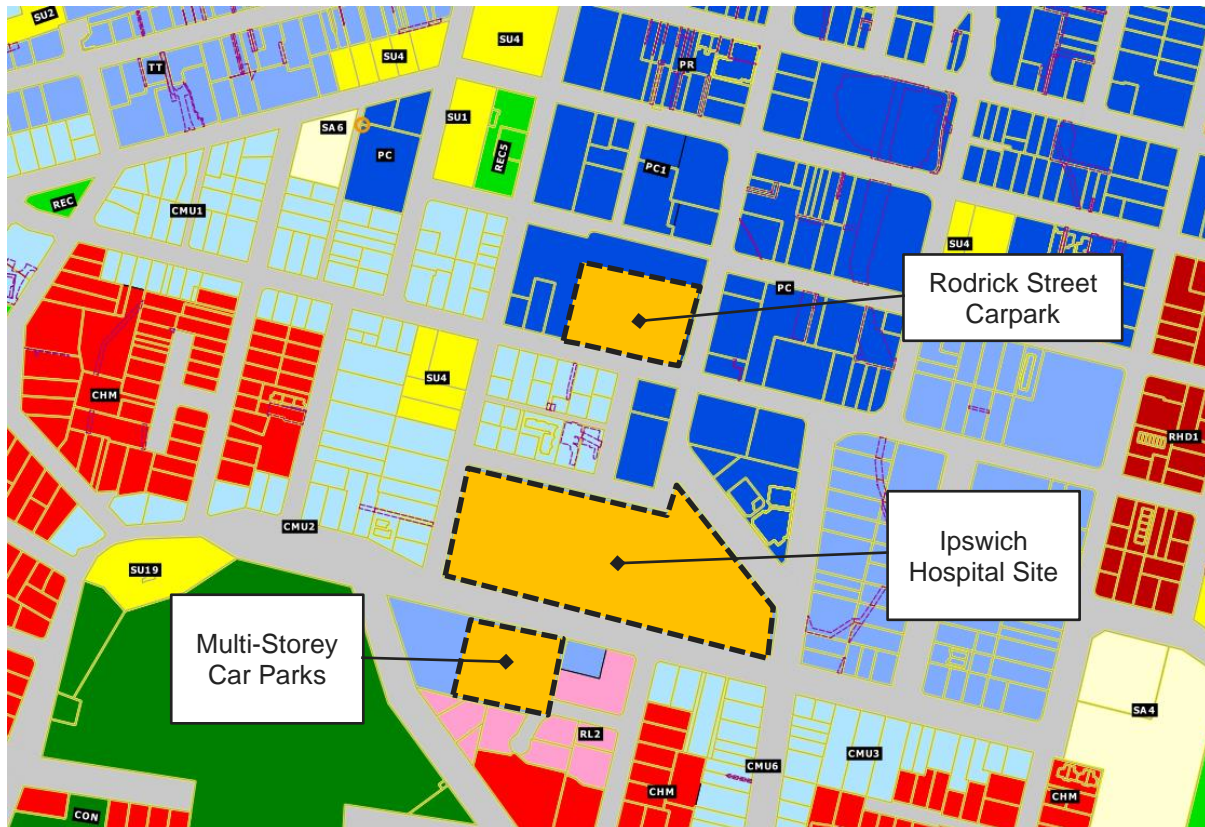 SU2
SU4
TT
SU4
PR
SA6
PC
SU1
REC5
PC1
REC
CMU1
SU4
PC
Rodrick Street
Carpark
SU4
CHM
RHD1
CMU2
Ipswich
Hospital Site
SU19
Multi-Storey
Car Parks
RL2
SA4
CMU3
CMU6
CHM
CHM
CON